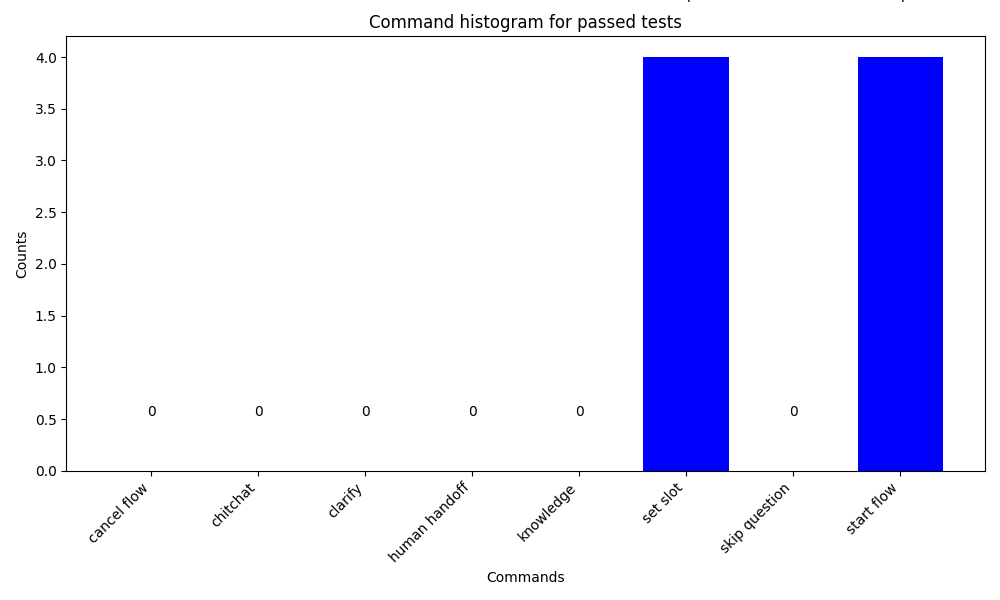 Command histogram for passed tests
4.0
3.5
3.0
2.5
2.0
1.5
1.0
0.5
0.0
Counts
0 0 0 0 0 0
cancel flow
chitchat
clarify
human handoff
knowledge
set slot
skip question
start flow
Commands